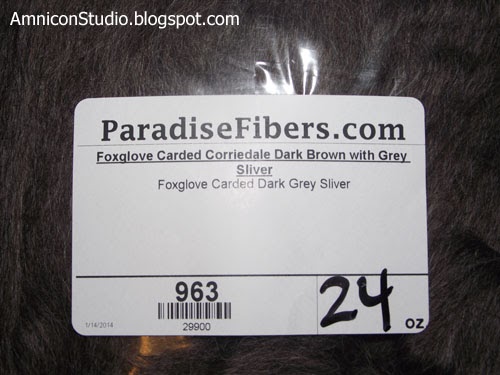 AmniconStudio.blogspot.com
ParadiseFibers.com
Foxglove Carded Corriedale Dark Brown with Grey
Sliver
Foxglove Carded Dark Grey Sliver
963
24 oz.
1/14/2014
29900